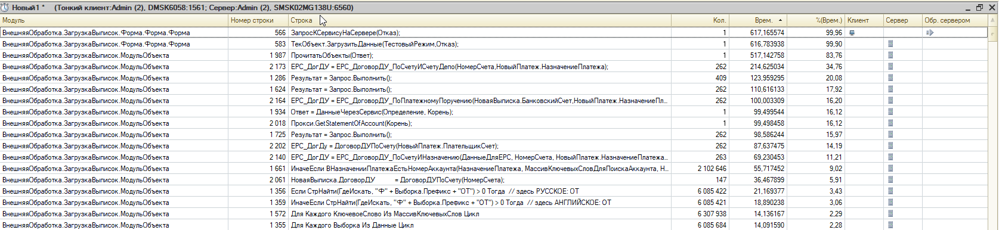 Новый1 * (Тонкий клиент:Admin (2), DMSK6058:1561; Сервер:Admin (2), SMSK02MG138U:6560)
Модуль Номер строки Строка Кол. Врем. %(Врем.) Клиент Сервер Обр. сервером
ВнешняяОбработка.ЗагрузкаВыписок.Форма.Форма.Форма 566 ЗапросКСервисуНаСервере(Отказ); 1 617,165574 99,96
ВнешняяОбработка.ЗагрузкаВыписок.Форма.Форма.Форма 583 ТекОбъект.ЗагрузитьДанные(ТестовыйРежим,Отказ); 1 616,783938 99,90
ВнешняяОбработка.ЗагрузкаВыписок.МодульОбъекта 1 987 ПрочитатьОбъекты(Ответ); 1 517,142758 83,76
ВнешняяОбработка.ЗагрузкаВыписок.МодульОбъекта 2 173 ЕРС_ДогДУ = ЕРС_ДоговорДУ_ПоСчетуИСчетуДепо(НомерСчета,НовыйПлатеж.НазначениеПлатежа); 262 214,625034 34,76
ВнешняяОбработка.ЗагрузкаВыписок.МодульОбъекта 1 286 Результат = Запрос.Выполнить(); 409 123,959295 20,08
ВнешняяОбработка.ЗагрузкаВыписок.МодульОбъекта 1 624 Результат = Запрос.Выполнить(); 262 110,616133 17,92
ВнешняяОбработка.ЗагрузкаВыписок.МодульОбъекта 2 164 ЕРС_ДогДУ = ЕРС_ДоговорДУ_ПоПлатежномуПоручению(НоваяВыписка.БанковскийСчет,НовыйПлатеж.НазначениеПл... 262 100,003309 16,20
ВнешняяОбработка.ЗагрузкаВыписок.МодульОбъекта 1 934 Ответ = ДанныеЧерезСервис(Определение, Корень); 1 99,499544 16,12
ВнешняяОбработка.ЗагрузкаВыписок.МодульОбъекта 2 018 Прокси.GetStatementOfAccount(Корень); 1 99,498458 16,12
ВнешняяОбработка.ЗагрузкаВыписок.МодульОбъекта 1 725 Результат = Запрос.Выполнить(); 262 98,586244 15,97
ВнешняяОбработка.ЗагрузкаВыписок.МодульОбъекта 2 202 ЕРС_ДогДу = ДоговорДУПоСчету(НовыйПлатеж.ПлательщикСчет); 262 87,637475 14,19
ВнешняяОбработка.ЗагрузкаВыписок.МодульОбъекта 2 140 ЕРС_ДогДУ = ЕРС_ДоговорДУ_ПоСчетуИНазначению(ДанныеДляЕРС, НомерСчета, НовыйПлатеж.НазначениеПлатежа... 263 69,230453 11,21
ВнешняяОбработка.ЗагрузкаВыписок.МодульОбъекта 1 661 ИначеЕсли ВНазначенииПлатежаЕстьНомерАккаунта(НазначениеПлатежа, МассивКлючевыхСловДляПоискаАккаунта, Н... 2 102 646 55,717452 9,02
ВнешняяОбработка.ЗагрузкаВыписок.МодульОбъекта 2 061 НоваяВыписка.ДоговорДУ = ДоговорДУПоСчету(НомерСчета); 147 36,467899 5,91
ВнешняяОбработка.ЗагрузкаВыписок.МодульОбъекта 1 356 Если СтрНайти(ГдеИскать, "Ф" + Выборка.Префикс + "ОТ") > 0 Тогда // здесь РУССКОЕ: ОТ 6 085 422 21,169377 3,43
ВнешняяОбработка.ЗагрузкаВыписок.МодульОбъекта 1 359 ИначеЕсли СтрНайти(ГдеИскать, "Ф" + Выборка.Префикс + "OT") > 0 Тогда // здесь АНГЛИЙСКОЕ: OT 6 085 421 18,890238 3,06
ВнешняяОбработка.ЗагрузкаВыписок.МодульОбъекта 1 572 Для Каждого КлючевоеСлово Из МассивКлючевыхСлов Цикл 6 307 938 14,136167 2,29
ВнешняяОбработка.ЗагрузкаВыписок.МодульОбъекта 1 355 Для Каждого Выборка Из Данные Цикл 6 085 684 14,091590 2,28